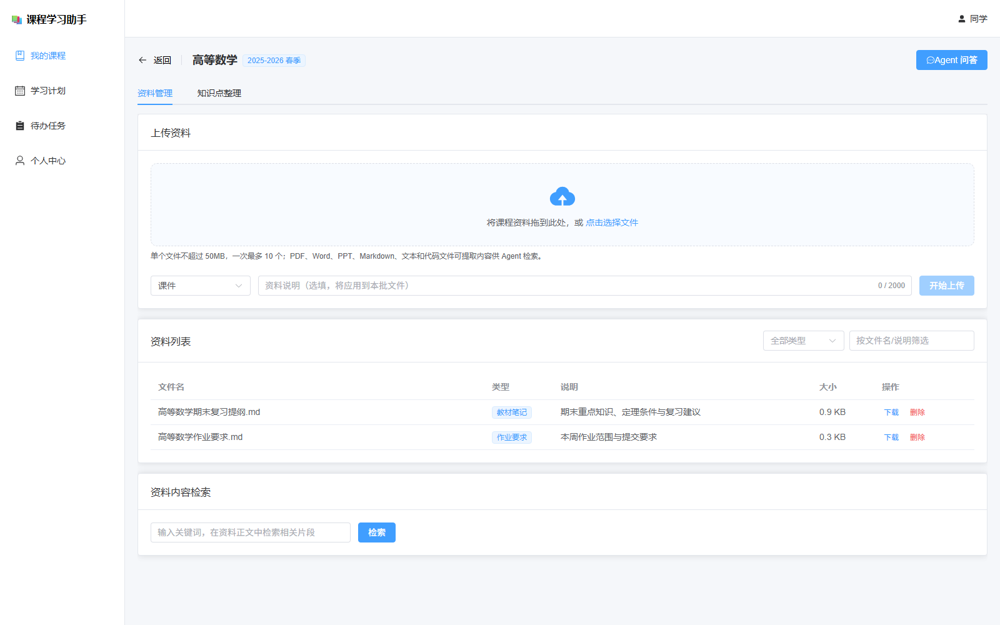 课程学习助手
同学
我的课程
学习计划
待办任务
个人中心
返回
高等数学
2025-2026 春季
Agent 问答
资料管理
知识点整理
上传资料
将课程资料拖到此处，或 点击选择文件
单个文件不超过 50MB，一次最多 10 个；PDF、Word、PPT、Markdown、文本和代码文件可提取内容供 Agent 检索。
课件
资料说明（选填，将应用到本批文件）
0 / 2000
开始上传
资料列表
全部类型
按文件名/说明筛选
文件名 类型 说明 大小 操作
高等数学期末复习提纲.md 教材笔记 期末重点知识、定理条件与复习建议 0.9 KB 下载 删除
高等数学作业要求.md 作业要求 本周作业范围与提交要求 0.3 KB 下载 删除
资料内容检索
输入关键词，在资料正文中检索相关片段
检索